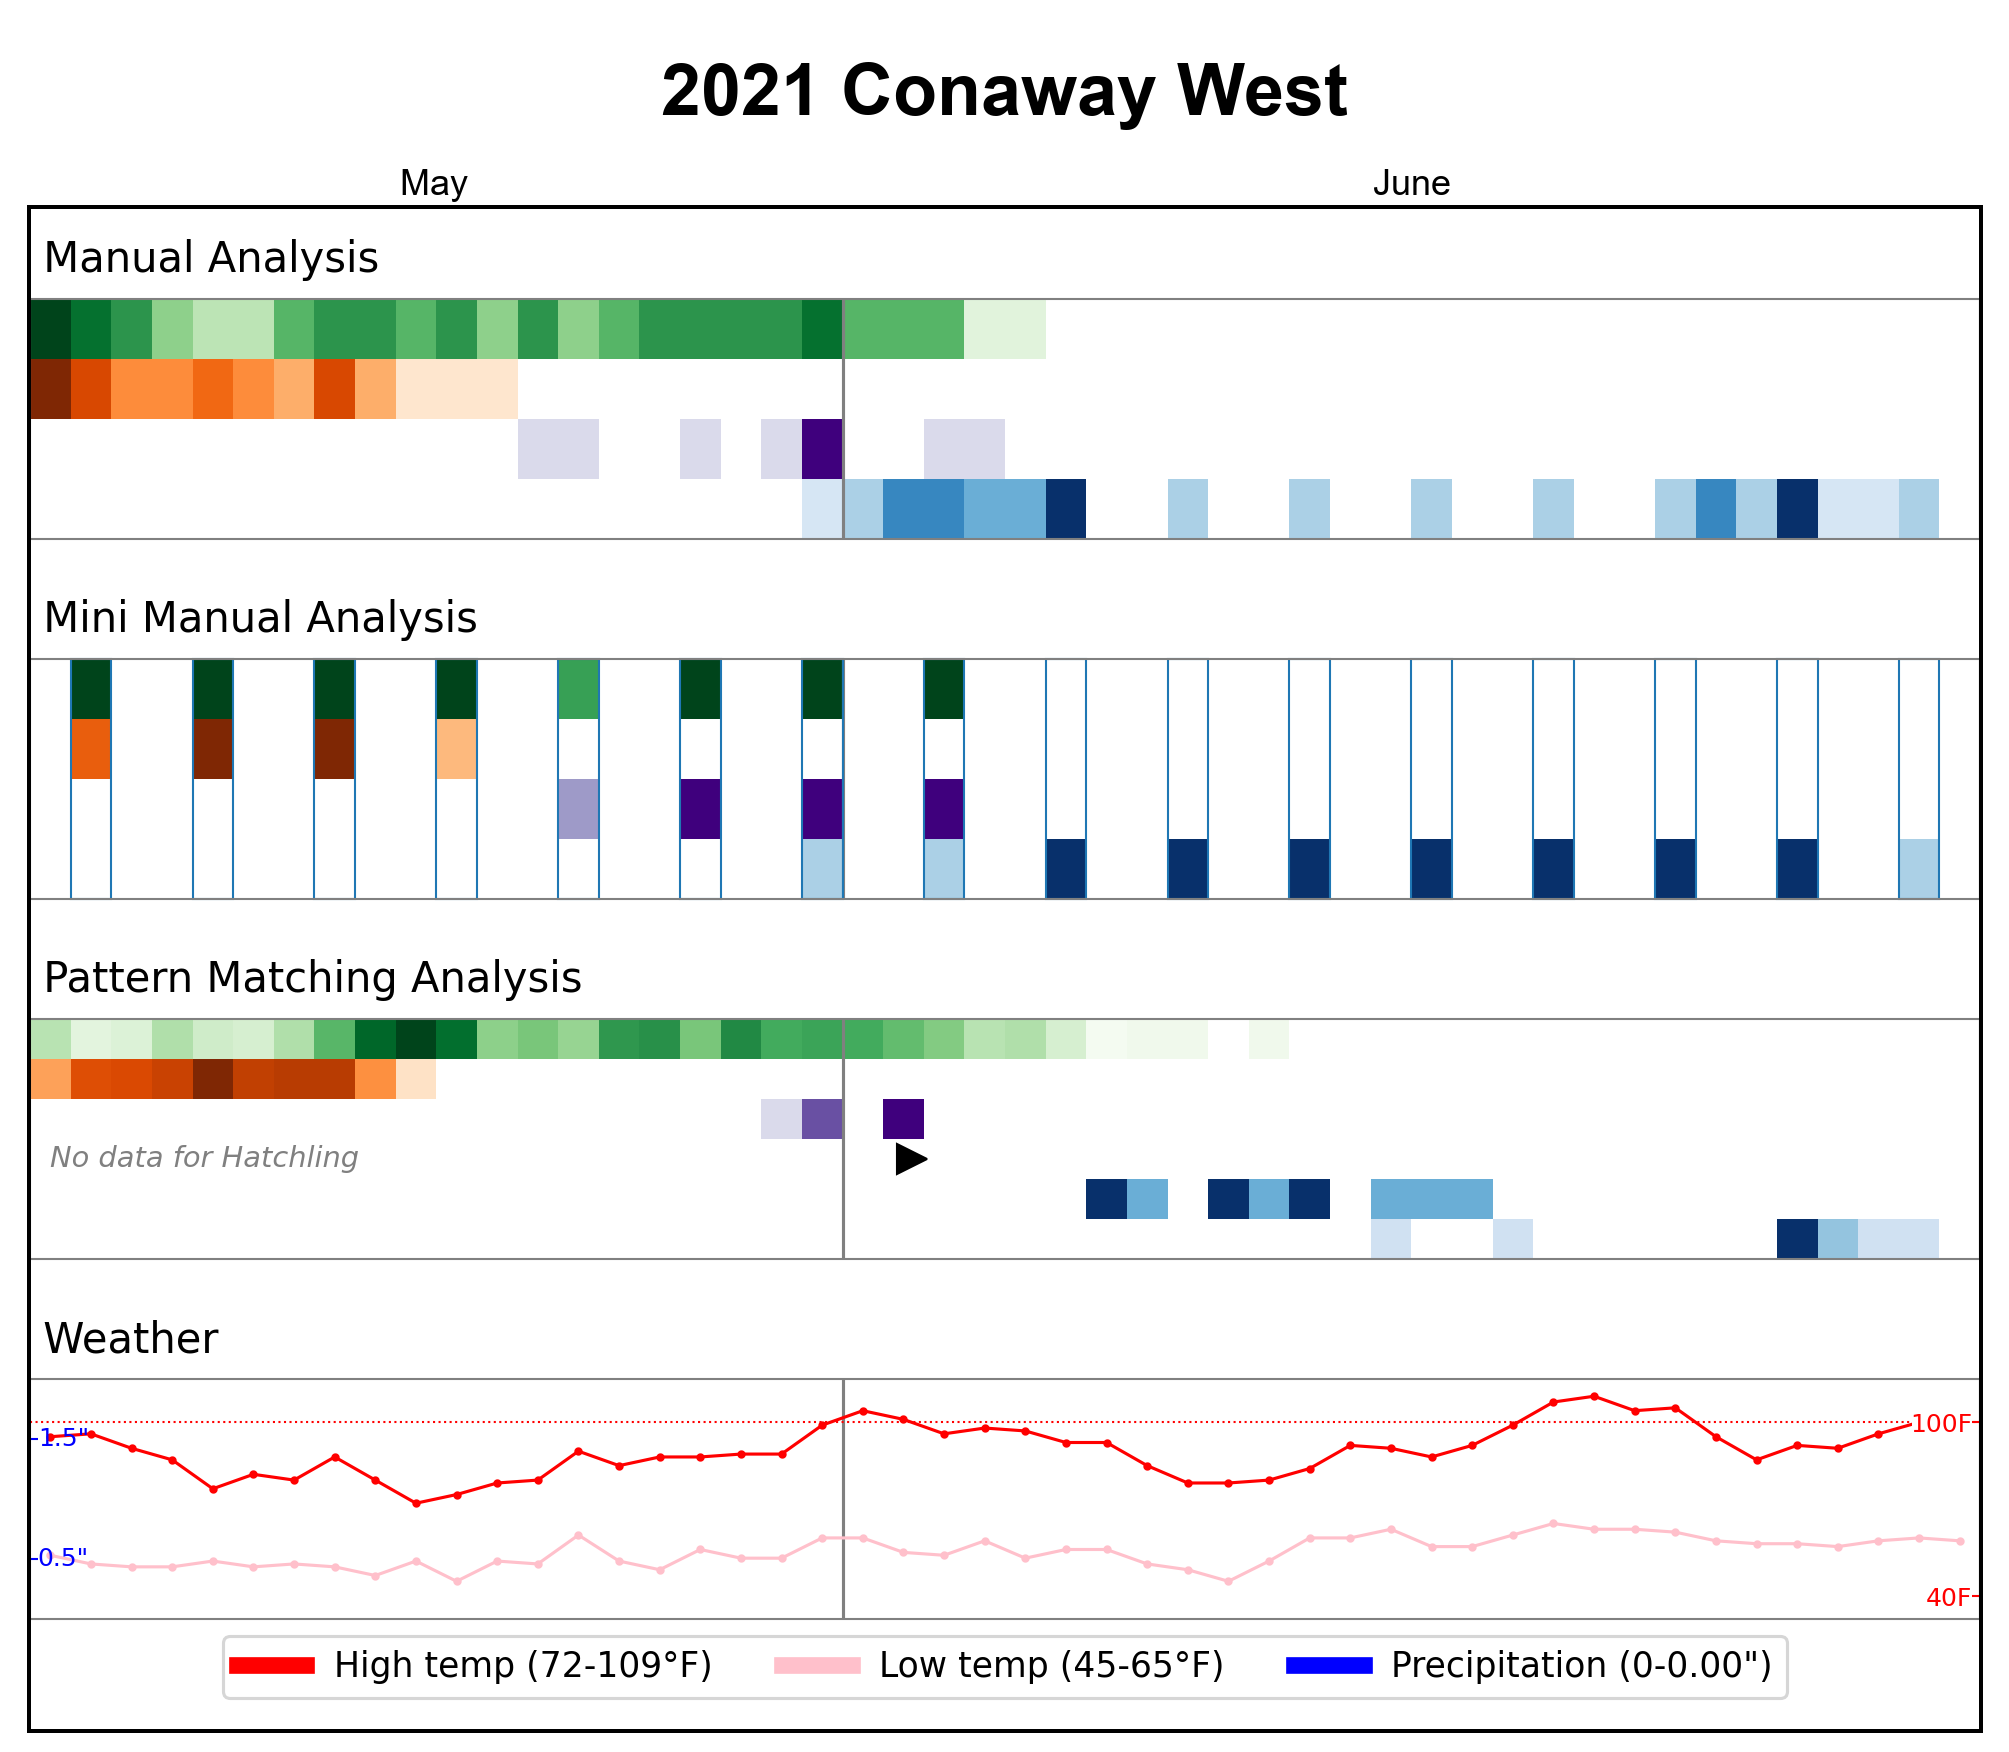 2021 Conaway West
May
June
Manual Analysis
Mini Manual Analysis
Pattern Matching Analysis
No data for Hatchling
Weather
1.5"
100F
0.5"
40F
High temp (72-109°F)
Low temp (45-65°F)
Precipitation (0-0.00")